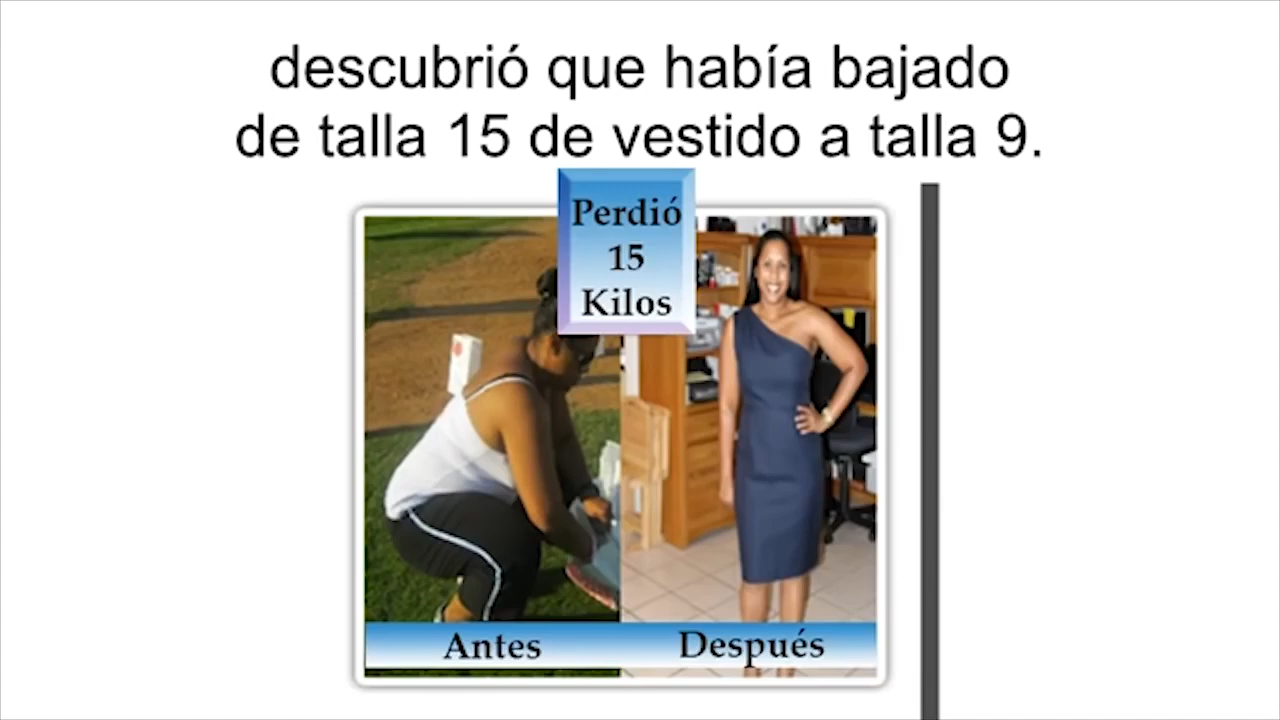 descubrió que había bajado
de talla 15 de vestido a talla 9.
Perdió
15
Kilos
Antes
Después